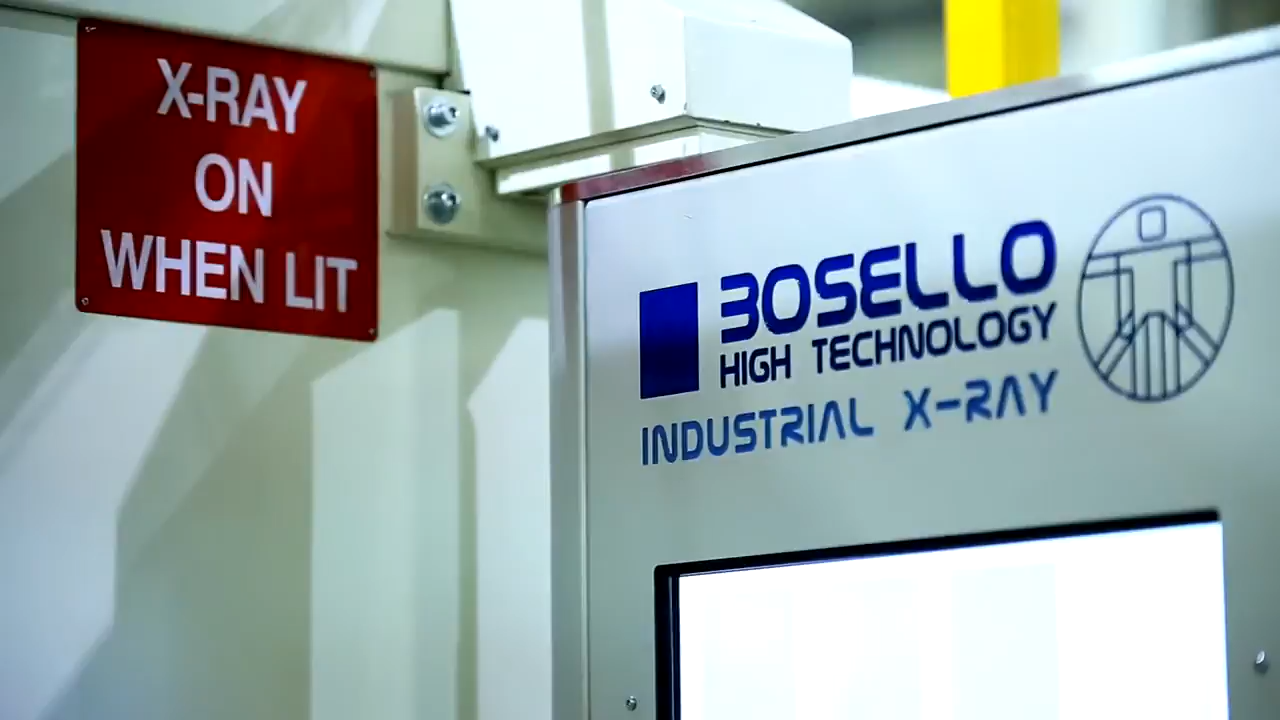 X-RAY
ON
WHEN LIT
BOSELLO
HIGH TECHNOLOGY
INDUSTRIAL X-RAY